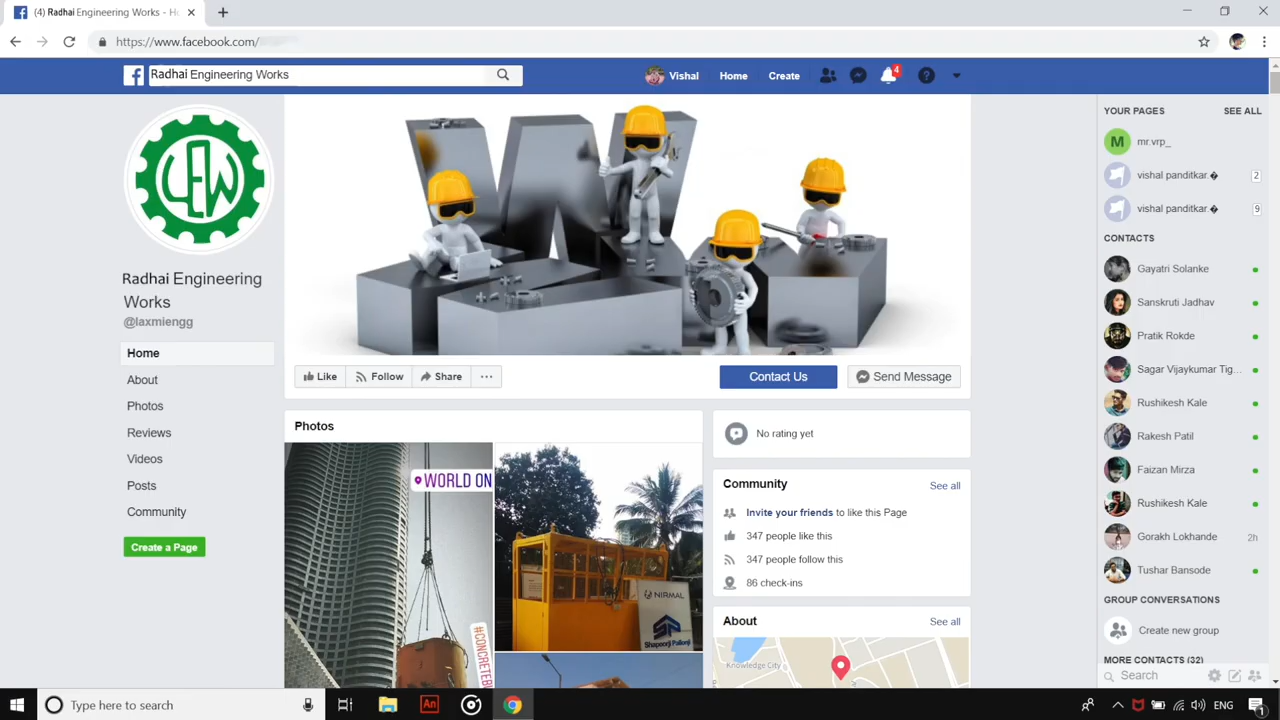 (4) Radhai Engineering Works - H
https://www.facebook.com/
Radhai Engineering Works
Vishal
Home
Create
4
LEW
Radhai Engineering
Works
@laxmiengg
Home
About
Photos
Reviews
Videos
Posts
Community
Create a Page
Like
Follow
Share
...
Contact Us
Send Message
Photos
WORLD ON
NIRMAL
Shapoorji Pallonji
No rating yet
Community
See all
Invite your friends to like this Page
347 people like this
347 people follow this
86 check-ins
About
See all
Knowledge City
YOUR PAGES
SEE ALL
M
mr.vrp_
vishal panditkar.�
2
vishal panditkar.�
9
CONTACTS
Gayatri Solanke
Sanskruti Jadhav
Pratik Rokde
Sagar Vijaykumar Tig...
Rushikesh Kale
Rakesh Patil
Faizan Mirza
Rushikesh Kale
Gorakh Lokhande
2h
Tushar Bansode
GROUP CONVERSATIONS
Create new group
MORE CONTACTS (32)
Search
Type here to search
An
ENG
1